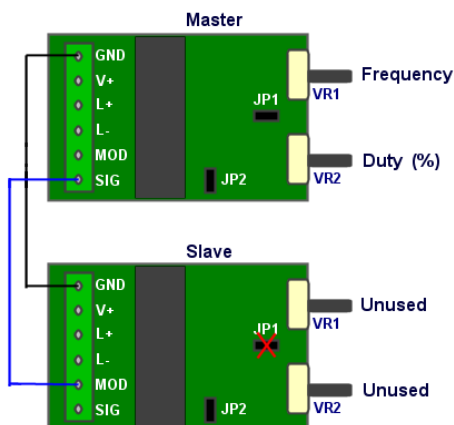 Master
GND
V+
L+
L-
MOD
SIG
JP1
JP2
VR1
Frequency
VR2
Duty (%)
Slave
GND
V+
L+
L-
MOD
SIG
JP1
JP2
VR1
Unused
VR2
Unused